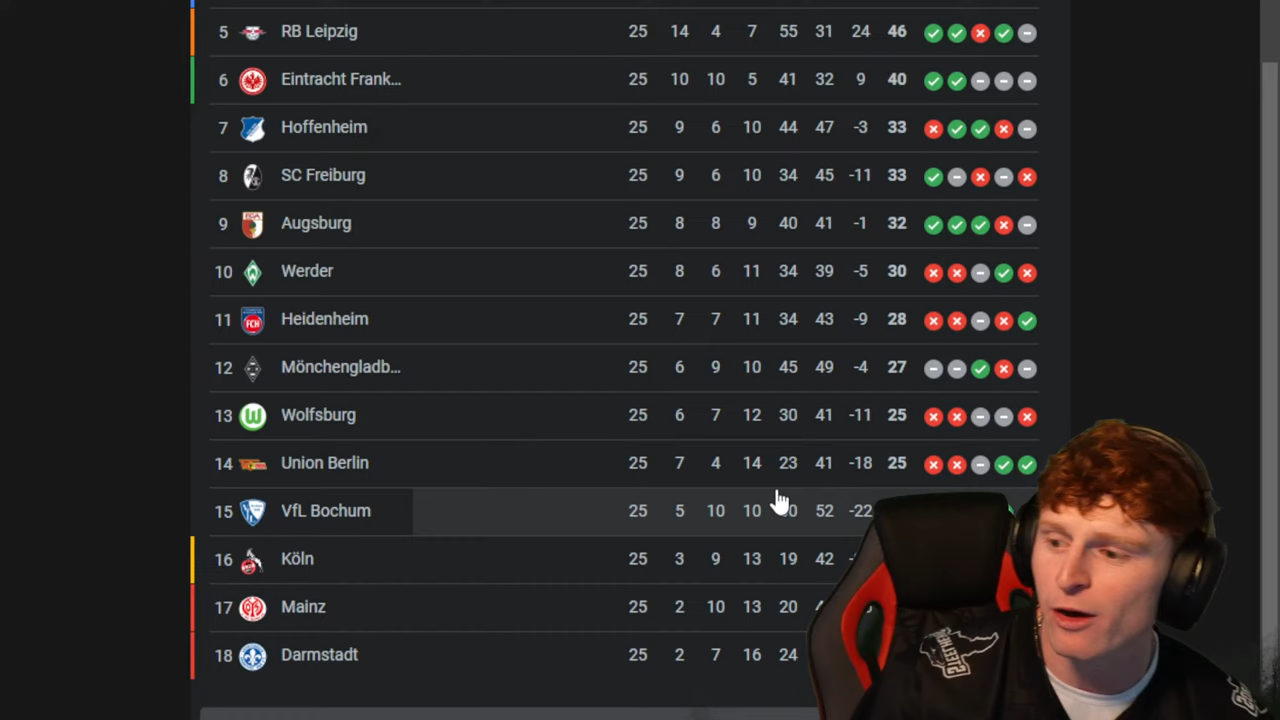 5 RB Leipzig 25 14 4 7 55 31 24 46
6 Eintracht Frank... 25 10 10 5 41 32 9 40
7 Hoffenheim 25 9 6 10 44 47 -3 33
8 SC Freiburg 25 9 6 10 34 45 -11 33
9 Augsburg 25 8 8 9 40 41 -1 32
10 Werder 25 8 6 11 34 39 -5 30
11 Heidenheim 25 7 7 11 34 43 -9 28
12 Mönchengladb... 25 6 9 10 45 49 -4 27
13 Wolfsburg 25 6 7 12 30 41 -11 25
14 Union Berlin 25 7 4 14 23 41 -18 25
15 VfL Bochum 25 5 10 10 52 -22
16 Köln 25 3 9 13 19 42
17 Mainz 25 2 10 13 20
18 Darmstadt 25 2 7 16 24